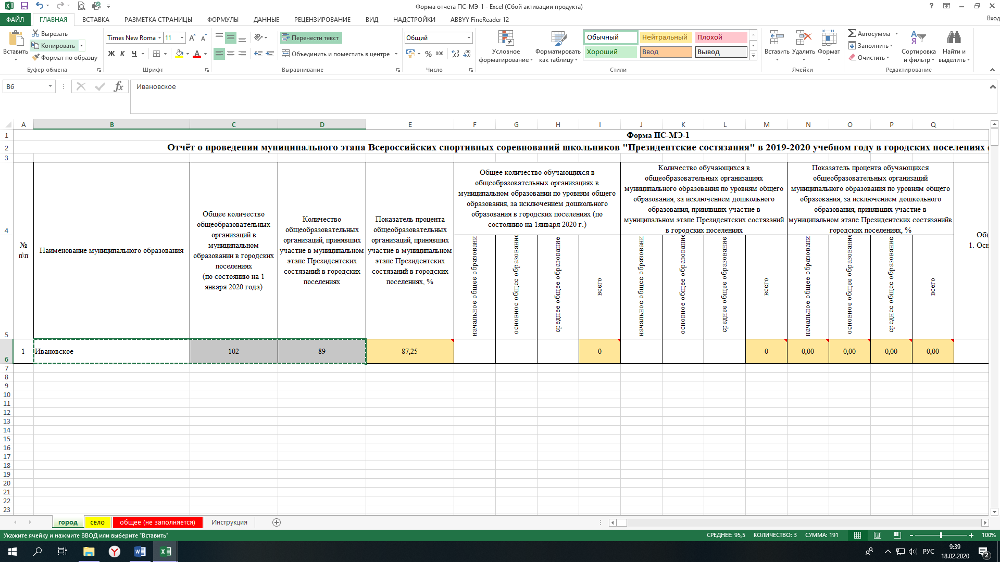 Форма отчета ПС-МЭ-1 - Excel (Сбой активации продукта)
Вход
ФАЙЛ ГЛАВНАЯ ВСТАВКА РАЗМЕТКА СТРАНИЦЫ ФОРМУЛЫ ДАННЫЕ РЕЦЕНЗИРОВАНИЕ ВИД НАДСТРОЙКИ ABBYY FineReader 12
Вставить
Вырезать
Копировать
Формат по образцу
Буфер обмена
Times New Roma 11
Ж К Ч
Шрифт
Перенести текст
Объединить и поместить в центре
Выравнивание
Общий
% 000
Число
Условное
форматирование
Форматировать
как таблицу
Обычный Нейтральный Плохой
Хороший Ввод Вывод
Стили
Вставить Удалить Формат
Ячейки
Автосумма
Заполнить
Очистить
Сортировка
и фильтр
Найти и
выделить
Редактирование
B6
fx
Ивановское
A B C D E F G H I J K L M N O P Q
1 Форма ПС-МЭ-1
2 Отчёт о проведении муниципального этапа Всероссийских спортивных соревнований школьников "Президентские состязания" в 2019-2020 учебном году в городских поселениях (
3
4
5
№
п\п
Наименование муниципального образования
Общее количество
общеобразовательных
организаций в
муниципальном
образовании в городских
поселениях
(по состоянию на 1
января 2020 года)
Количество
общеобразовательных
организаций, принявших
участие в муниципальном
этапе Президентских
состязаний в городских
поселениях
Показатель процента
общеобразовательных
организаций, принявших
участие в муниципальном
этапе Президентских
состязаний в городских
поселениях, %
Общее количество обучающихся в
общеобразовательных организациях в
муниципальном образовании по уровням общего
образования, за исключением дошкольного
образования в городских поселениях (по
состоянию на 1января 2020 г.)
Количество обучающихся в
общеобразовательных организациях
муниципального образования по уровням общего
образования, за исключением дошкольного
образования, принявших участие в
муниципальном этапе Президентских состязаний
в городских поселениях
Показатель процента обучающихся
общеобразовательных организаций
муниципального образования по уровням общего
образования, за исключением дошкольного
образования, принявших участие в
муниципальном этапе Президентских состязанийв
городских поселениях, %
Общ
1. Осн
начальное общее образовани
основное общее образование
среднее общее образование
всего
начальное общее образовани
основное общее образование
среднее общее образование
всего
начальное общее образовани
основное общее образование
среднее общее образование
всего
6 1 Ивановское 102 89 87,25 0 0 0,00 0,00 0,00 0,00
7
8
9
10
11
12
13
14
15
16
17
18
19
20
21
22
23
город село общее (не заполняется) Инструкция
Укажите ячейку и нажмите ВВОД или выберите "Вставить"
СРЕДНЕЕ: 95,5 КОЛИЧЕСТВО: 3 СУММА: 191
100%
РУС
9:39
18.02.2020
2